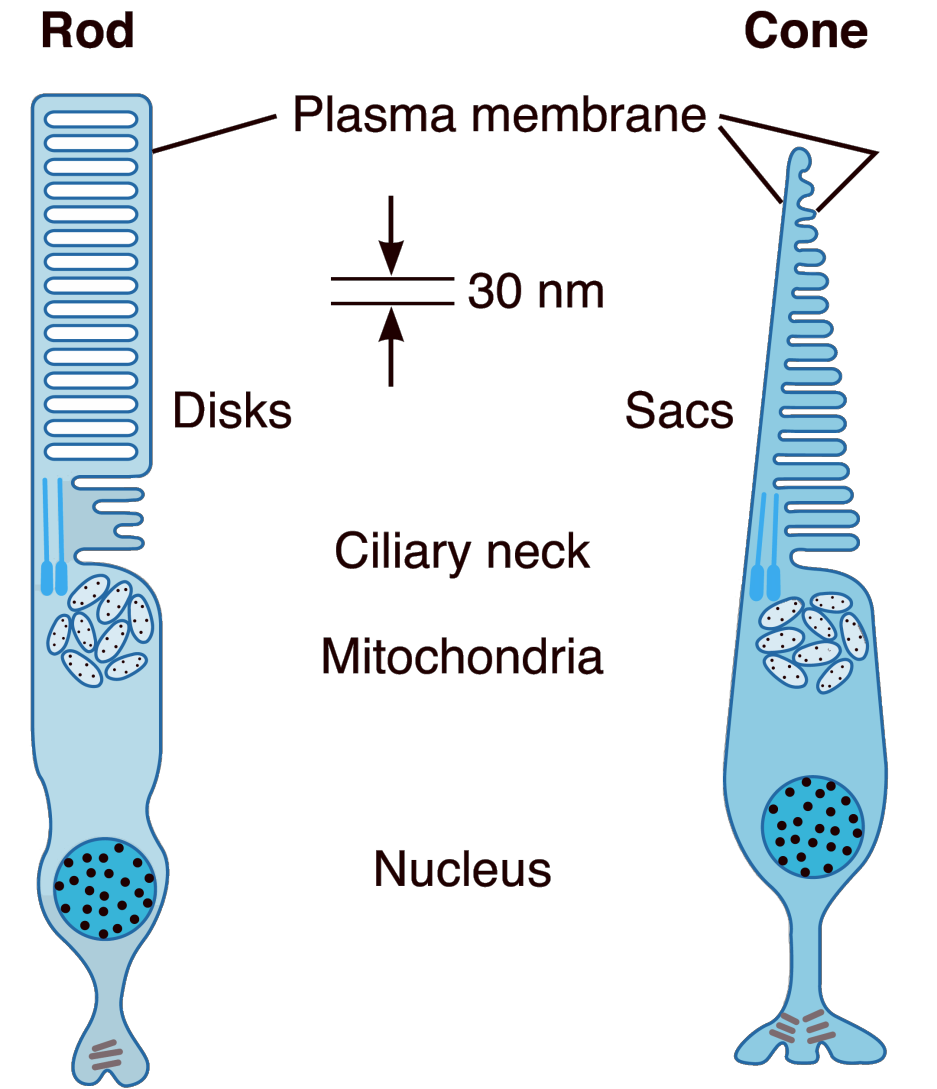 Rod
Cone
Plasma membrane
30 nm
Disks
Sacs
Ciliary neck
Mitochondria
Nucleus